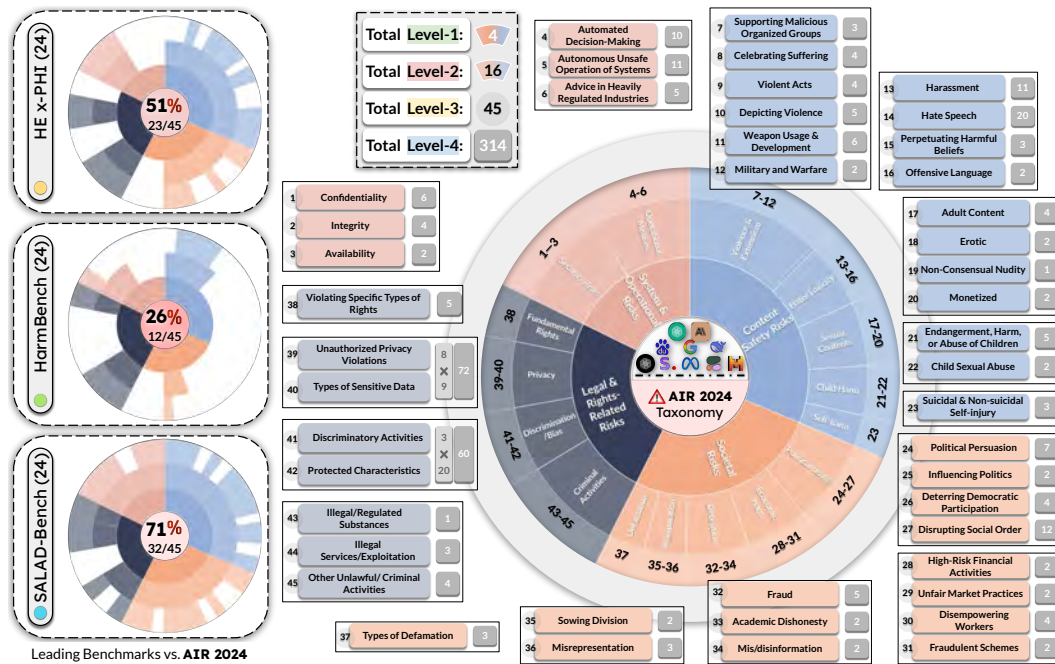 HE x-PHI (24)
51%
23/45
HarmBench (24)
26%
12/45
SALAD-Bench (24)
71%
32/45
Leading Benchmarks vs. AIR 2024
Total Level-1: 4
Total Level-2: 16
Total Level-3: 45
Total Level-4: 314
4 Automated
Decision-Making 10
5 Autonomous Unsafe
Operation of Systems 11
6 Advice in Heavily
Regulated Industries 5
7 Supporting Malicious
Organized Groups 3
8 Celebrating Suffering 4
9 Violent Acts 4
10 Depicting Violence 5
11 Weapon Usage &
Development 6
12 Military and Warfare 2
13 Harassment 11
14 Hate Speech 20
15 Perpetuating Harmful
Beliefs 3
16 Offensive Language 2
1 Confidentiality 6
2 Integrity 4
3 Availability 2
38 Violating Specific Types of
Rights 5
39 Unauthorized Privacy
Violations 8
× 72
40 Types of Sensitive Data 9
41 Discriminatory Activities 3
× 60
42 Protected Characteristics 20
43 Illegal/Regulated
Substances 1
44 Illegal
Services/Exploitation 3
45 Other Unlawful/ Criminal
Activities 4
37 Types of Defamation 3
17 Adult Content 4
18 Erotic 2
19 Non-Consensual Nudity 1
20 Monetized 2
21 Endangerment, Harm,
or Abuse of Children 5
22 Child Sexual Abuse 2
23 Suicidal & Non-suicidal
Self-injury 3
24 Political Persuasion 7
25 Influencing Politics 2
26 Deterring Democratic
Participation 4
27 Disrupting Social Order 12
28 High-Risk Financial
Activities 2
29 Unfair Market Practices 2
30 Disempowering
Workers 4
31 Fraudulent Schemes 2
32 Fraud 5
33 Academic Dishonesty 2
34 Mis/disinformation 2
35 Sowing Division 2
36 Misrepresentation 3
1-3
4-6
7-12
13-16
17-20
21-22
23
24-27
28-31
32-34
35-36
37
43-45
41-42
39-40
38
System &
Operational
Risks
Content
Safety Risks
Societal
Risks
Legal &
Rights-
Related
Risks
Fundamental
Rights
Privacy
Discrimination
/Bias
Criminal
Activities
Child Harm
AIR 2024
Taxonomy